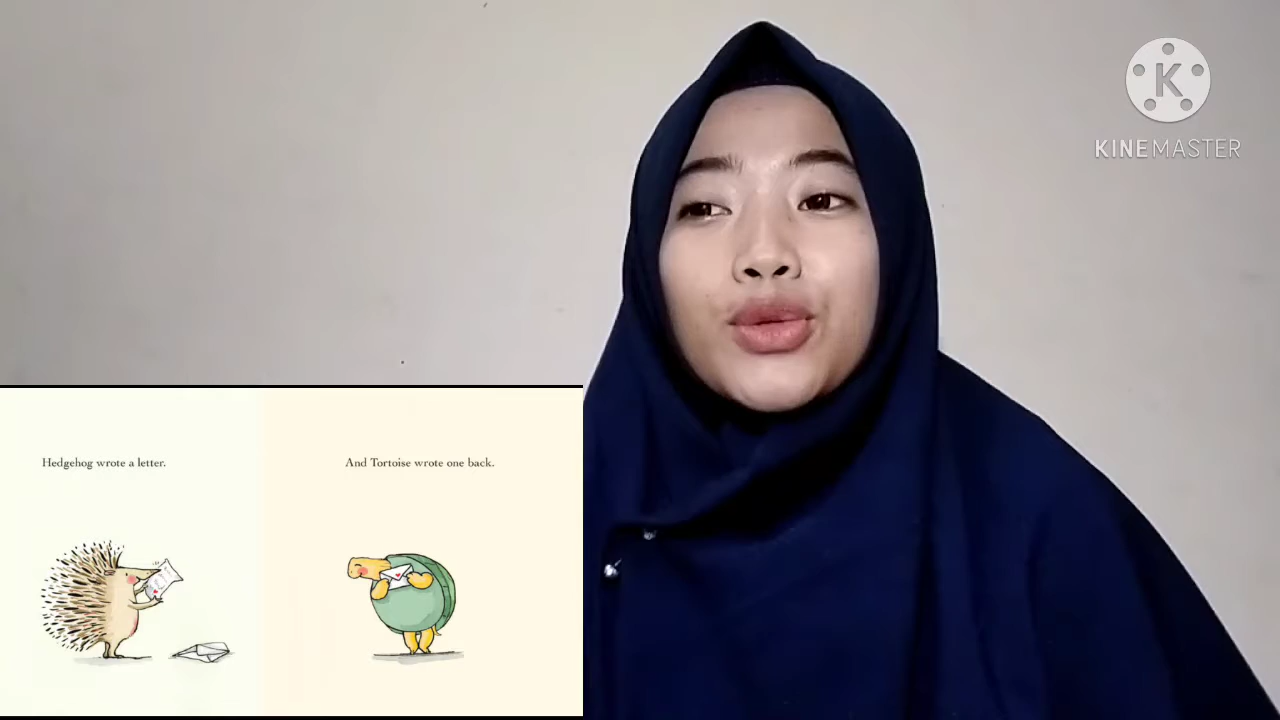 K
KINEMASTER
Hedgehog wrote a letter.
And Tortoise wrote one back.